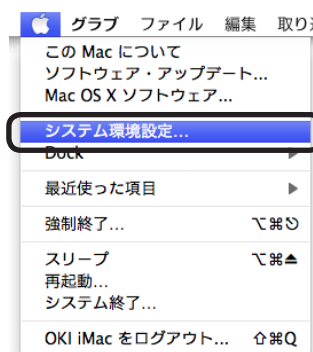 グラブ ファイル 編集 取り
この Mac について
ソフトウェア・アップデート...
Mac OS X ソフトウェア...
システム環境設定...
Dock
最近使った項目
強制終了... ⌥⌘⎋
スリープ ⌥⌘⏏
再起動...
システム終了...
OKI iMac をログアウト... ⇧⌘Q